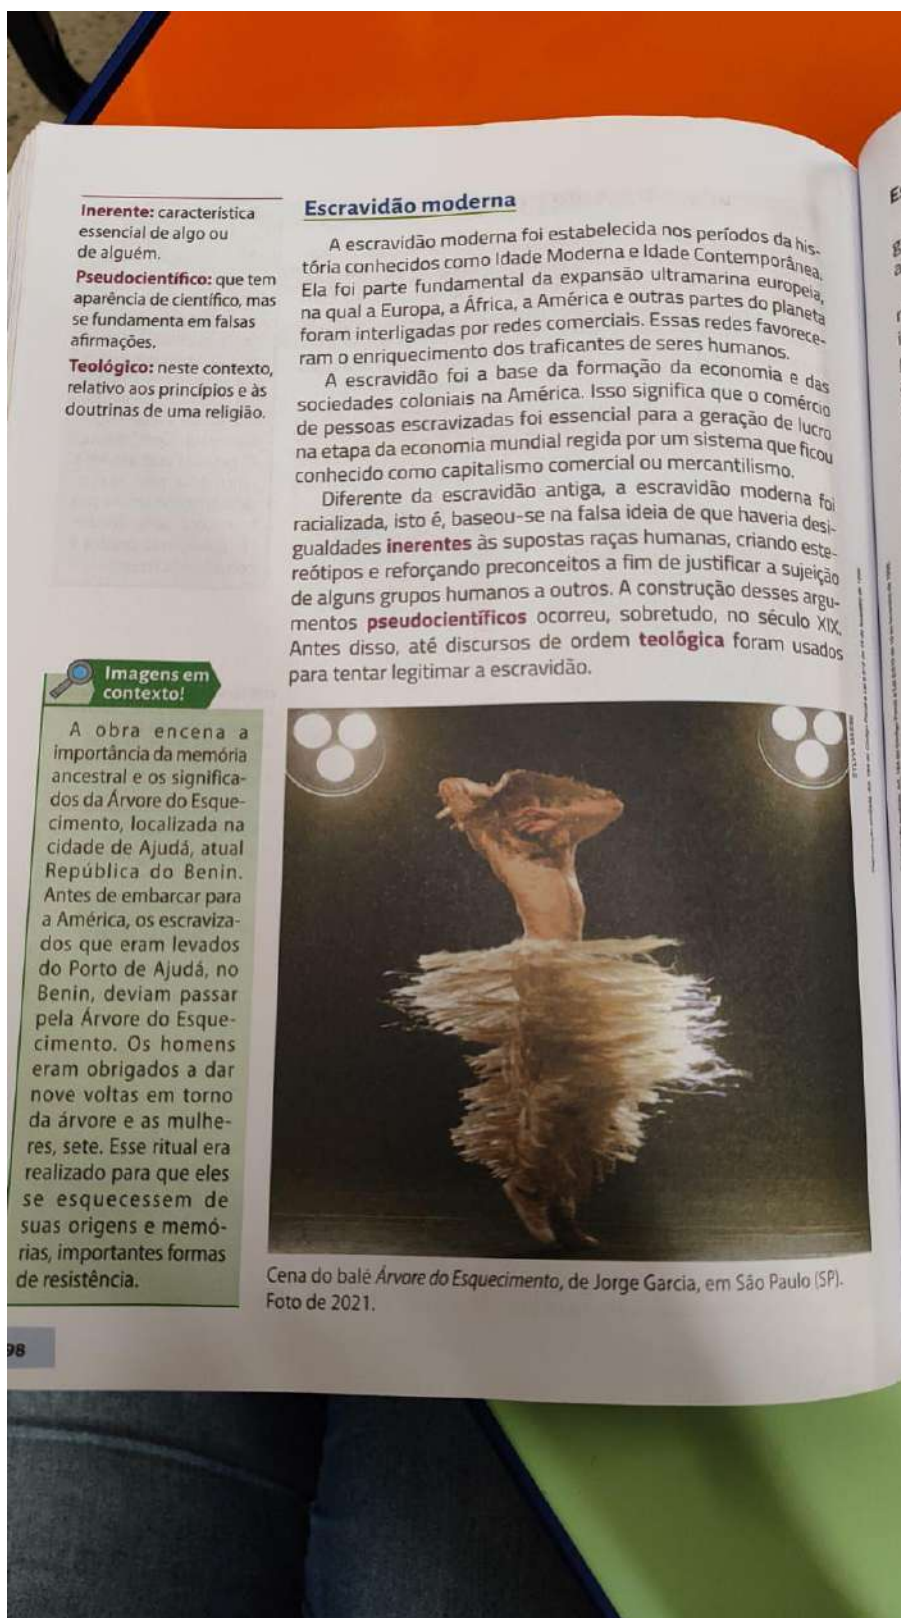 Inerente: característica
essencial de algo ou
de alguém.
Pseudocientífico: que tem
aparência de científico, mas
se fundamenta em falsas
afirmações.
Teológico: neste contexto,
relativo aos princípios e às
doutrinas de uma religião.
Escravidão moderna
A escravidão moderna foi estabelecida nos períodos da his-
tória conhecidos como Idade Moderna e Idade Contemporânea.
Ela foi parte fundamental da expansão ultramarina europeia,
na qual a Europa, a África, a América e outras partes do planeta
foram interligadas por redes comerciais. Essas redes favorece-
ram o enriquecimento dos traficantes de seres humanos.
A escravidão foi a base da formação da economia e das
sociedades coloniais na América. Isso significa que o comércio
de pessoas escravizadas foi essencial para a geração de lucro
na etapa da economia mundial regida por um sistema que ficou
conhecido como capitalismo comercial ou mercantilismo.
Diferente da escravidão antiga, a escravidão moderna foi
racializada, isto é, baseou-se na falsa ideia de que haveria desi-
gualdades inerentes às supostas raças humanas, criando este-
reótipos e reforçando preconceitos a fim de justificar a sujeição
de alguns grupos humanos a outros. A construção desses argu-
mentos pseudocientíficos ocorreu, sobretudo, no século XIX.
Antes disso, até discursos de ordem teológica foram usados
para tentar legitimar a escravidão.
Imagens em
contexto!
A obra encena a
importância da memória
ancestral e os significa-
dos da Árvore do Esque-
cimento, localizada na
cidade de Ajudá, atual
República do Benin.
Antes de embarcar para
a América, os escraviza-
dos que eram levados
do Porto de Ajudá, no
Benin, deviam passar
pela Árvore do Esque-
cimento. Os homens
eram obrigados a dar
nove voltas em torno
da árvore e as mulhe-
res, sete. Esse ritual era
realizado para que eles
se esquecessem de
suas origens e memó-
rias, importantes formas
de resistência.
Cena do balé Árvore do Esquecimento, de Jorge Garcia, em São Paulo (SP).
Foto de 2021.
98